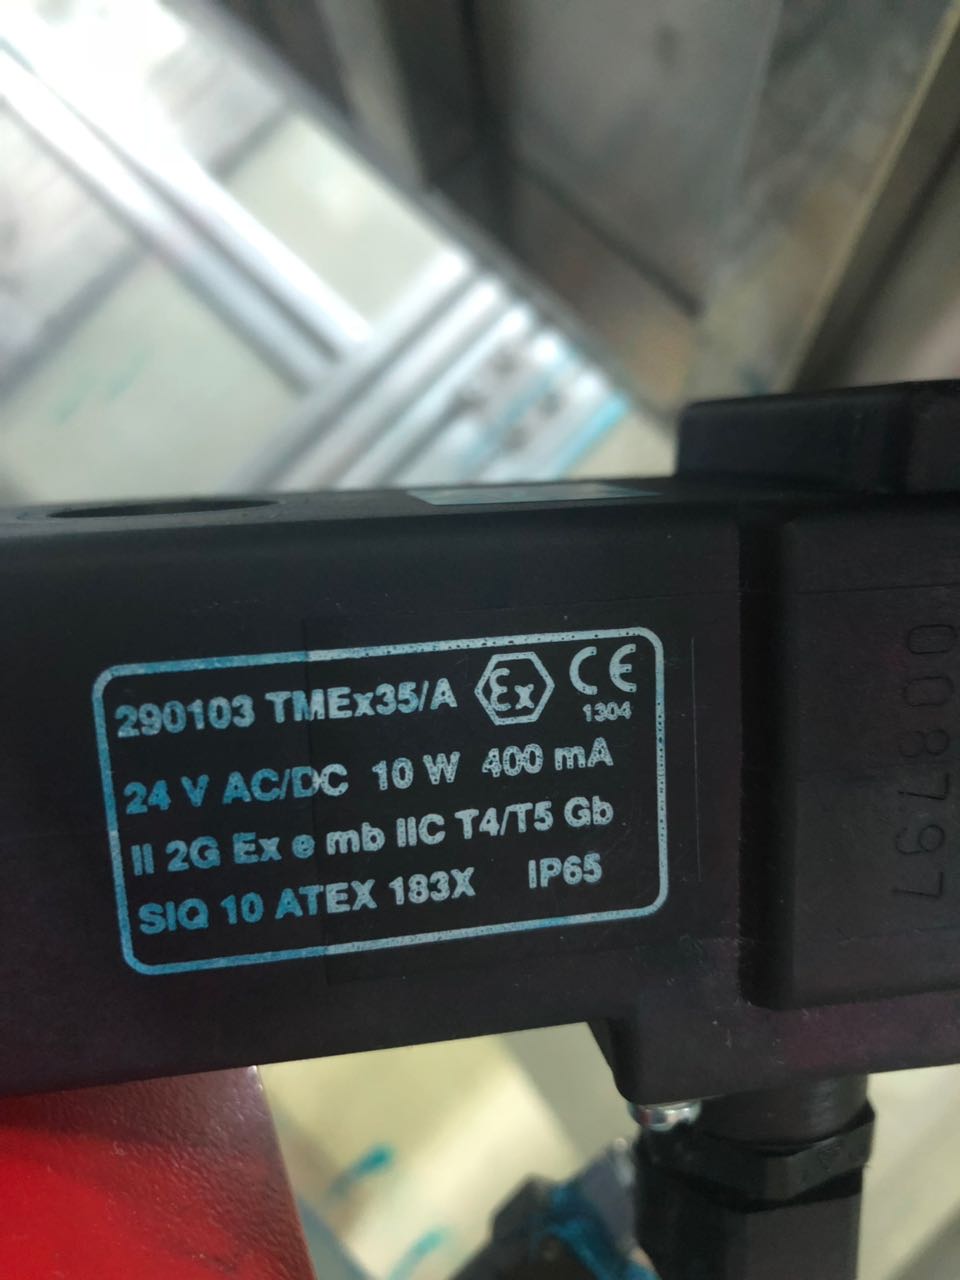 290103 TMEx35/A Ex CE
1304
24 V AC/DC 10 W 400 mA
II 2G Ex e mb IIC T4/T5 Gb
SIQ 10 ATEX 183X IP65
008797